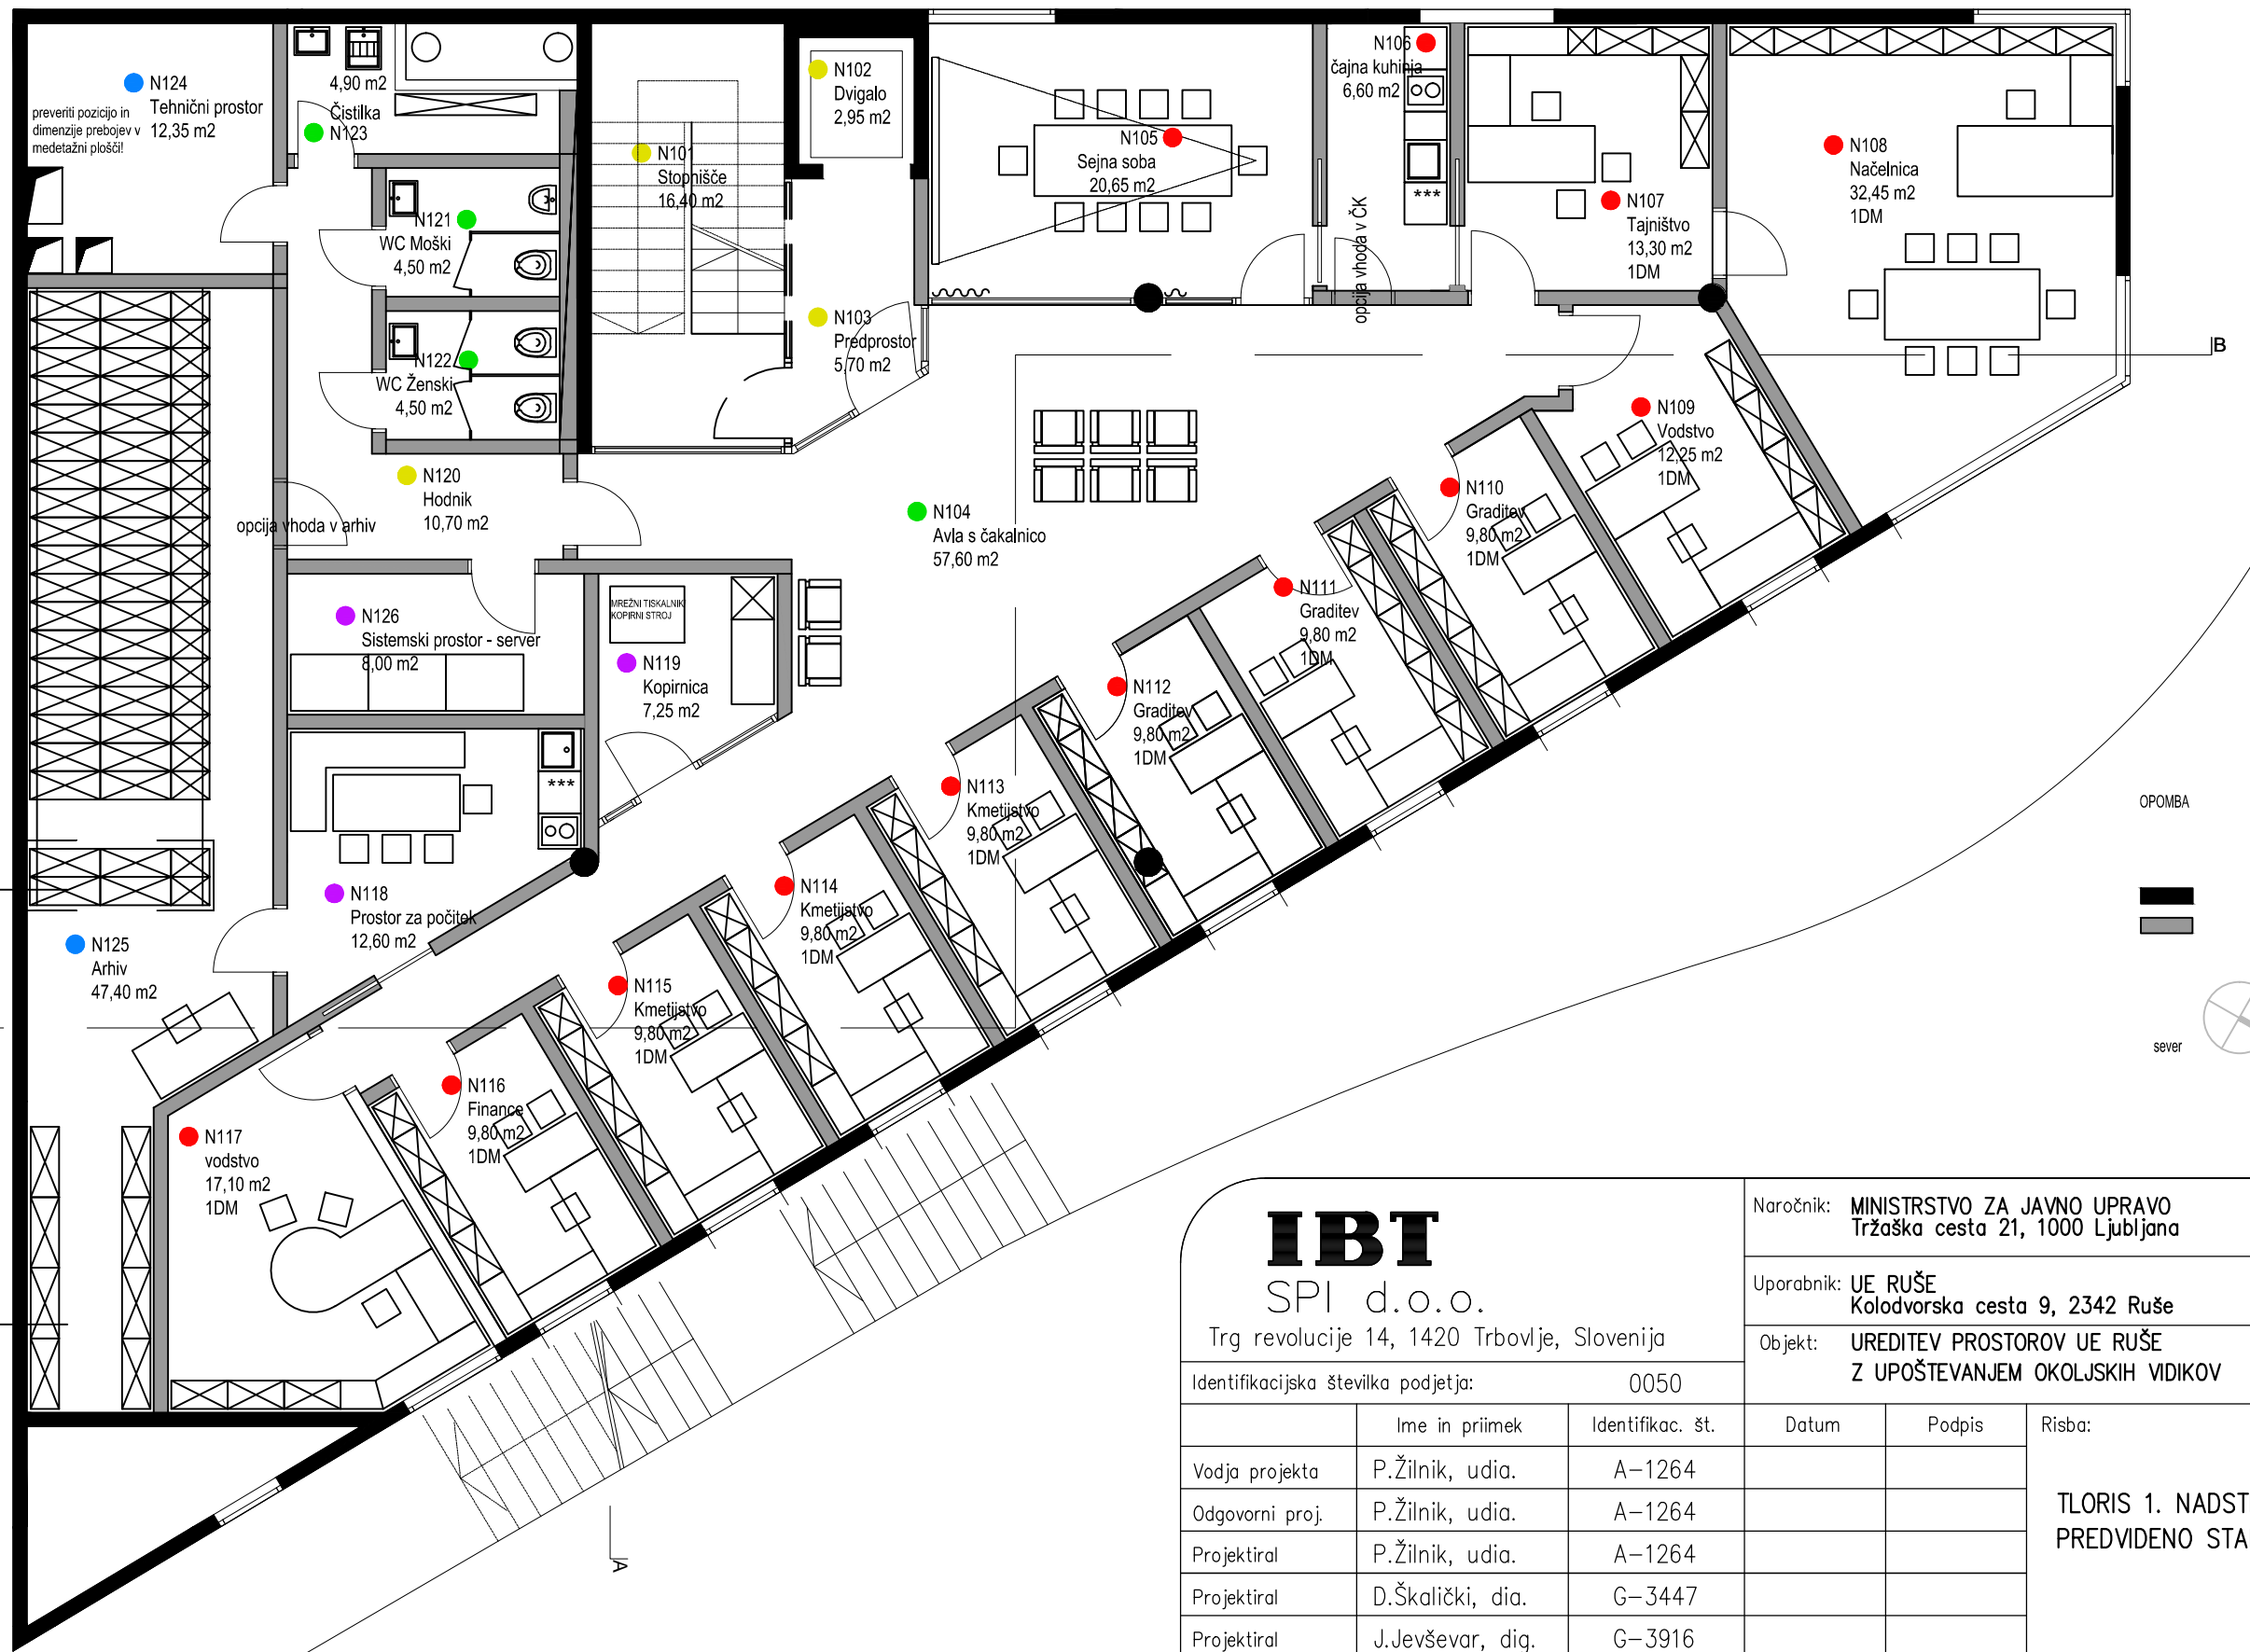 N124
Tehnični prostor
12,35 m2
preveriti pozicijo in
dimenzije prebojev v
medetažni plošči!
4,90 m2
Čistilka
N123
N121
WC Moški
4,50 m2
N122
WC Ženski
4,50 m2
N101
Stopnišče
16,40 m2
N102
Dvigalo
2,95 m2
N103
Predprostor
5,70 m2
N105
Sejna soba
20,65 m2
N106
čajna kuhinja
6,60 m2
***
opcija vhoda v ČK
N107
Tajništvo
13,30 m2
1DM
N108
Načelnica
32,45 m2
1DM
B
N109
Vodstvo
12,25 m2
1DM
N110
Graditev
9,80 m2
1DM
N111
Graditev
9,80 m2
1DM
N112
Graditev
9,80 m2
1DM
N113
Kmetijstvo
9,80 m2
1DM
N114
Kmetijstvo
9,80 m2
1DM
N115
Kmetijstvo
9,80 m2
1DM
N116
Finance
9,80 m2
1DM
N117
vodstvo
17,10 m2
1DM
N104
Avla s čakalnico
57,60 m2
N120
Hodnik
10,70 m2
opcija vhoda v arhiv
N126
Sistemski prostor - server
8,00 m2
MREŽNI TISKALNIK
KOPIRNI STROJ
N119
Kopirnica
7,25 m2
***
N118
Prostor za počitek
12,60 m2
N125
Arhiv
47,40 m2
A
OPOMBA
sever
IBT
SPI d.o.o.
Trg revolucije 14, 1420 Trbovlje, Slovenija
Identifikacijska številka podjetja: 0050
Naročnik: MINISTRSTVO ZA JAVNO UPRAVO
Tržaška cesta 21, 1000 Ljubljana
Uporabnik: UE RUŠE
Kolodvorska cesta 9, 2342 Ruše
Objekt: UREDITEV PROSTOROV UE RUŠE
Z UPOŠTEVANJEM OKOLJSKIH VIDIKOV
Ime in priimek Identifikac. št. Datum Podpis Risba:
Vodja projekta P.Žilnik, udia. A-1264
Odgovorni proj. P.Žilnik, udia. A-1264
Projektiral P.Žilnik, udia. A-1264
Projektiral D.Škalički, dia. G-3447
Projektiral J.Jevševar, dig. G-3916
TLORIS 1. NADST
PREDVIDENO STA